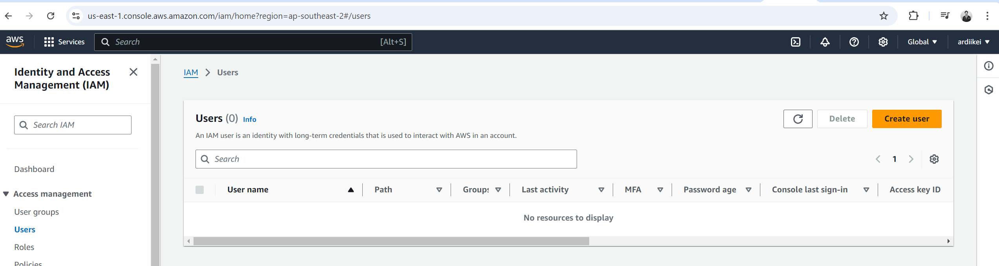 us-east-1.console.aws.amazon.com/iam/home?region=ap-southeast-2#/users
aws
Services
Search
[Alt+S]
Global
ardiikei
Identity and Access
Management (IAM)
Search IAM
Dashboard
Access management
User groups
Users
Roles
Policies
IAM > Users
Users (0) Info
Delete
Create user
An IAM user is an identity with long-term credentials that is used to interact with AWS in an account.
Search
1
User name
Path
Groups
Last activity
MFA
Password age
Console last sign-in
Access key ID
No resources to display